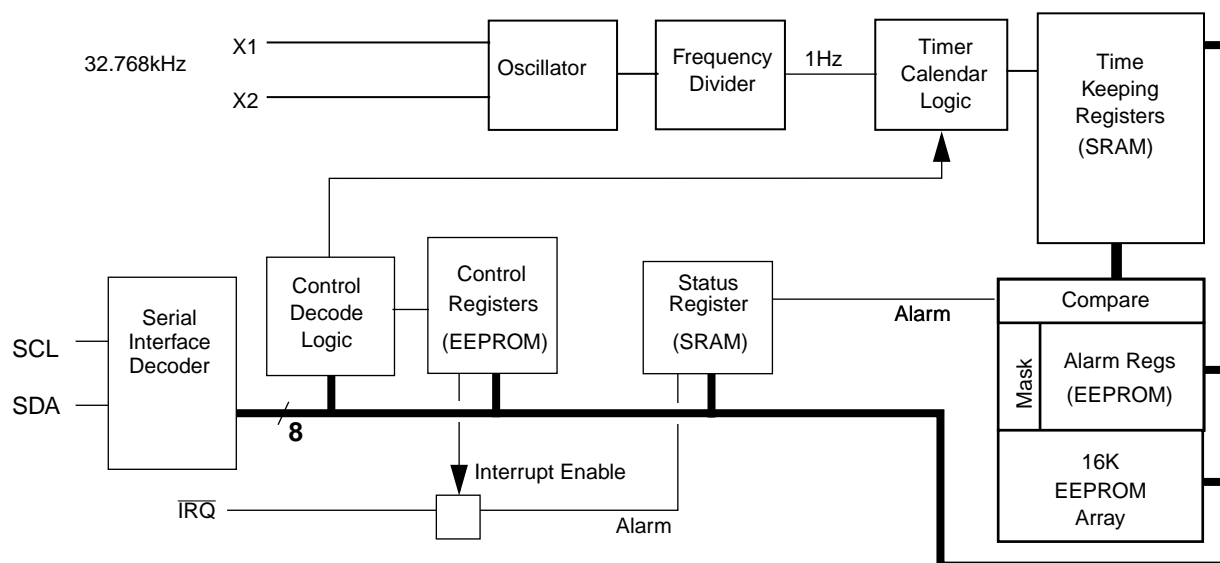 32.768kHz
X1
X2
Oscillator
Frequency
Divider
1Hz
Timer
Calendar
Logic
Time
Keeping
Registers
(SRAM)
Control
Decode
Logic
Control
Registers
(EEPROM)
Status
Register
(SRAM)
Alarm
Compare
Mask
Alarm Regs
(EEPROM)
16K
EEPROM
Array
SCL
SDA
Serial
Interface
Decoder
8
Interrupt Enable
IRQ
Alarm